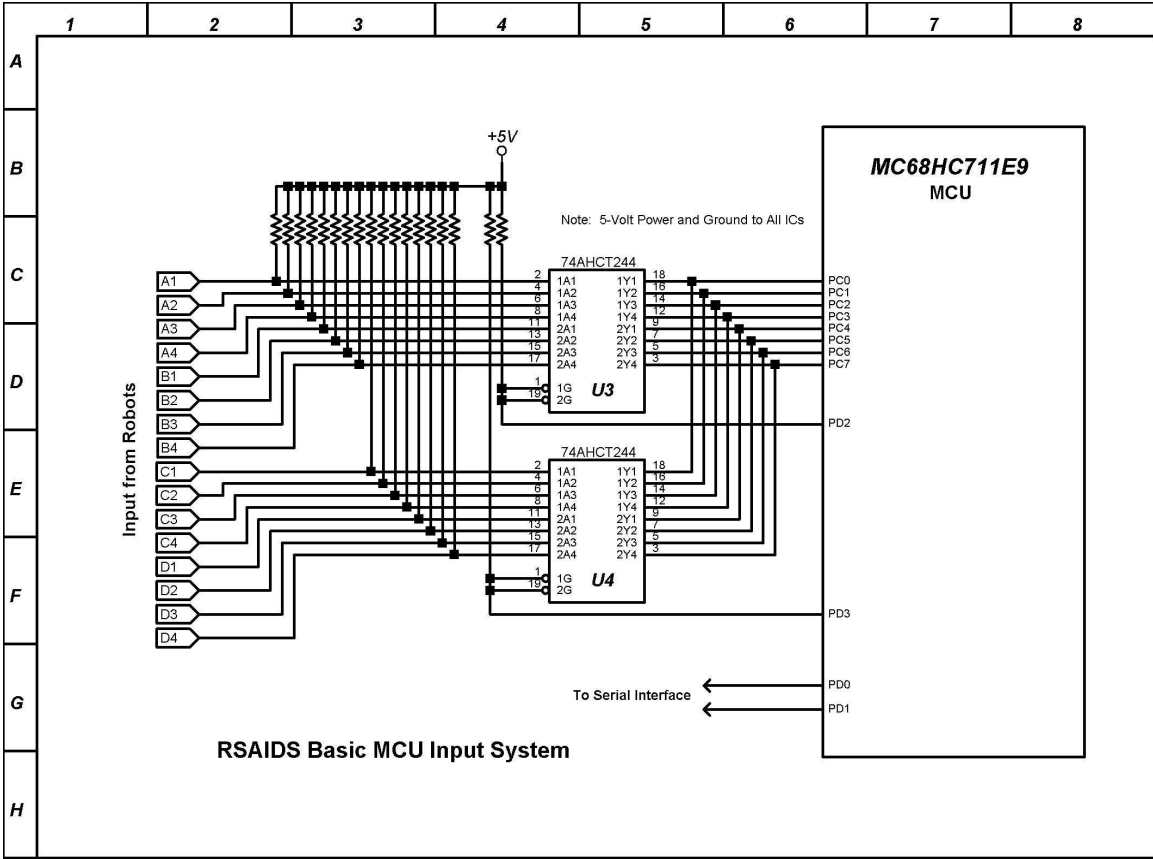 1 2 3 4 5 6 7 8
A
B
C
D
E
F
G
H
+5V
MC68HC711E9
MCU
Note: 5-Volt Power and Ground to All ICs
Input from Robots
A1
A2
A3
A4
B1
B2
B3
B4
C1
C2
C3
C4
D1
D2
D3
D4
74AHCT244
2 1A1 1Y1 18
4 1A2 1Y2 16
6 1A3 1Y3 14
8 1A4 1Y4 12
11 2A1 2Y1 9
13 2A2 2Y2 7
15 2A3 2Y3 5
17 2A4 2Y4 3
1 1G
19 2G
U3
74AHCT244
2 1A1 1Y1 18
4 1A2 1Y2 16
6 1A3 1Y3 14
8 1A4 1Y4 12
11 2A1 2Y1 9
13 2A2 2Y2 7
15 2A3 2Y3 5
17 2A4 2Y4 3
1 1G
19 2G
U4
PC0
PC1
PC2
PC3
PC4
PC5
PC6
PC7
PD2
PD3
PD0
PD1
To Serial Interface
RSAIDS Basic MCU Input System